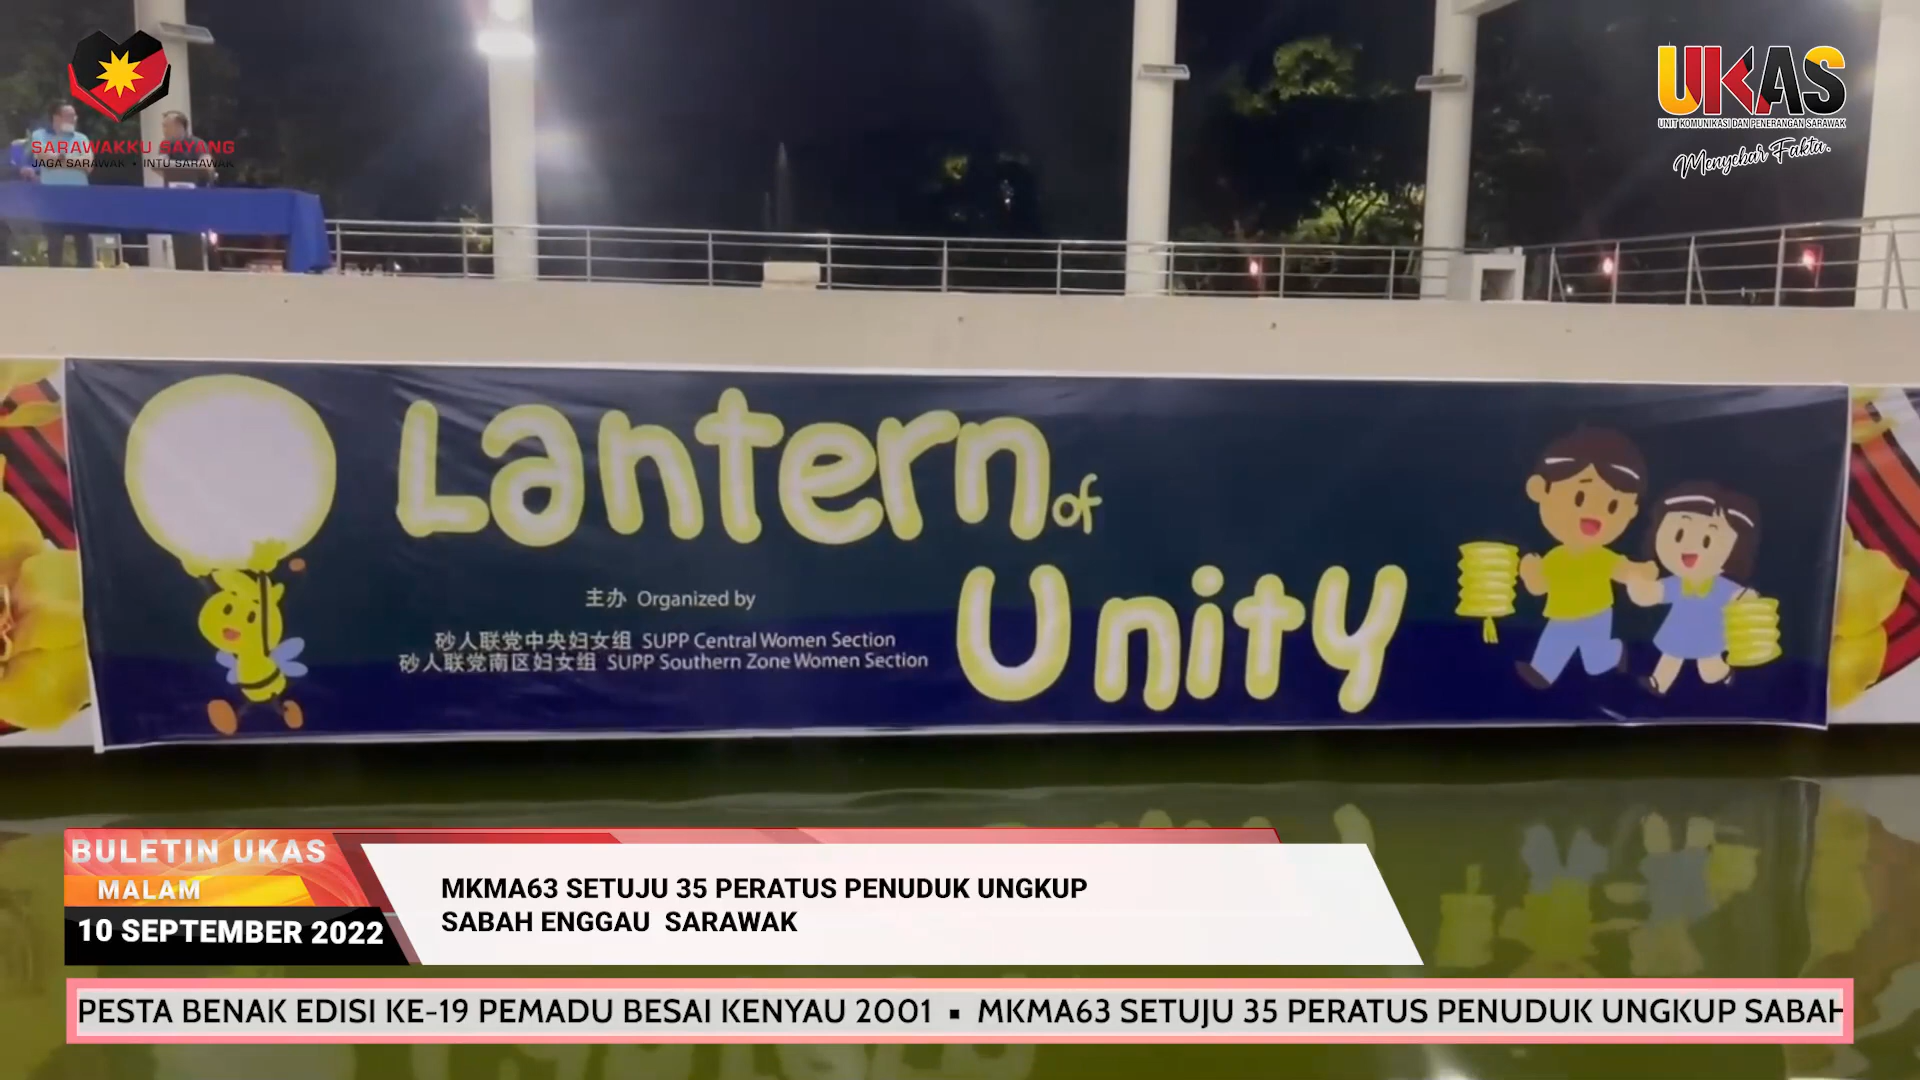 SARAWAKKU SAYANG
JAGA SARAWAK • INTU SARAWAK
UKAS
UNIT KOMUNIKASI DAN PENERANGAN SARAWAK
Menyebar Fakta.
Lantern of
Unity
主办 Organized by
砂人联党中央妇女组 SUPP Central Women Section
砂人联党南区妇女组 SUPP Southern Zone Women Section
BULETIN UKAS
MALAM
10 SEPTEMBER 2022
MKMA63 SETUJU 35 PERATUS PENUDUK UNGKUP
SABAH ENGGAU SARAWAK
PESTA BENAK EDISI KE-19 PEMADU BESAI KENYAU 2001 ▪ MKMA63 SETUJU 35 PERATUS PENUDUK UNGKUP SABAH